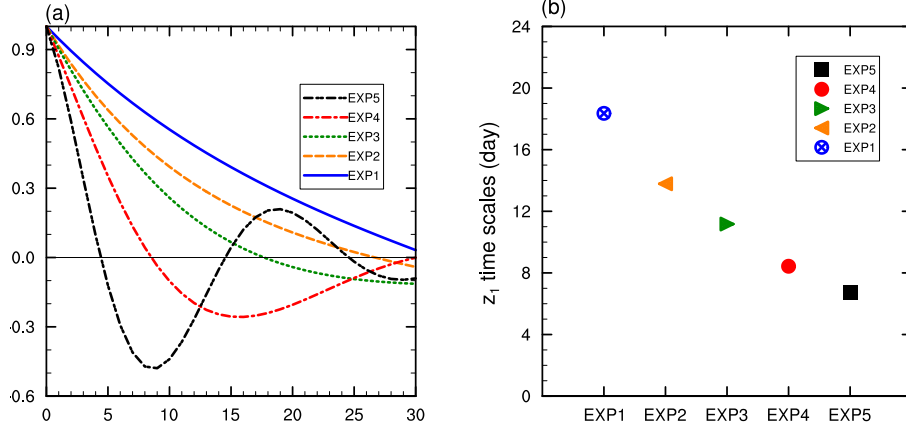 (a)
0.9
0.6
0.3
0.0
0.3
0.6
0 5 10 15 20 25 30
EXP5
EXP4
EXP3
EXP2
EXP1
(b)
z₁ time scales (day)
24
20
16
12
8
4
0
EXP1 EXP2 EXP3 EXP4 EXP5
EXP5
EXP4
EXP3
EXP2
EXP1